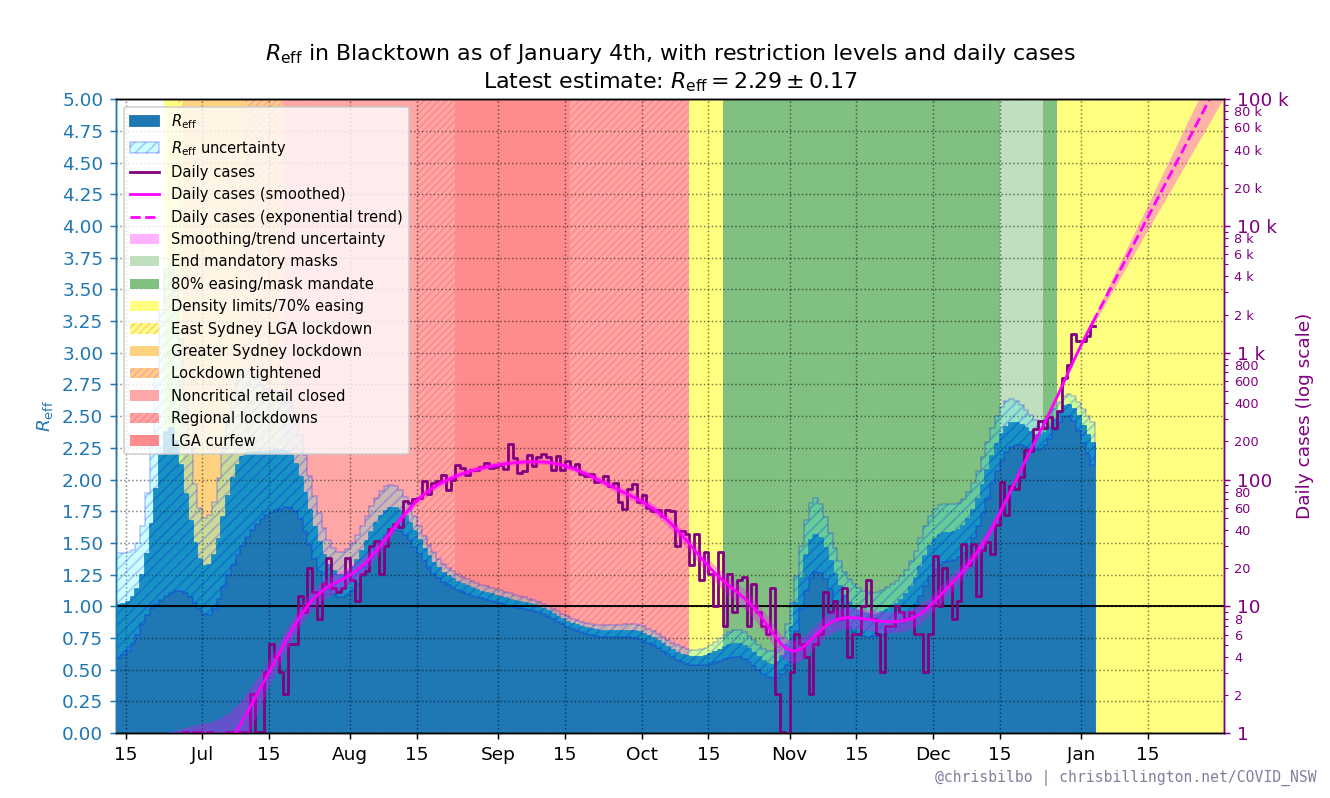 Reff in Blacktown as of January 4th, with restriction levels and daily cases
Latest estimate: Reff = 2.29 ± 0.17
5.00
4.75
4.50
4.25
4.00
3.75
3.50
3.25
3.00
2.75
2.50
2.25
2.00
1.75
1.50
1.25
1.00
0.75
0.50
0.25
0.00
Reff
Reff
Reff uncertainty
Daily cases
Daily cases (smoothed)
Daily cases (exponential trend)
Smoothing/trend uncertainty
End mandatory masks
80% easing/mask mandate
Density limits/70% easing
East Sydney LGA lockdown
Greater Sydney lockdown
Lockdown tightened
Noncritical retail closed
Regional lockdowns
LGA curfew
100 k
80 k
60 k
40 k
20 k
10 k
8 k
6 k
4 k
2 k
1 k
800
600
400
200
100
80
60
40
20
10
8
6
4
2
1
Daily cases (log scale)
15 Jul 15 Aug 15 Sep 15 Oct 15 Nov 15 Dec 15 Jan 15
@chrisbilbo | chrisbillington.net/COVID_NSW